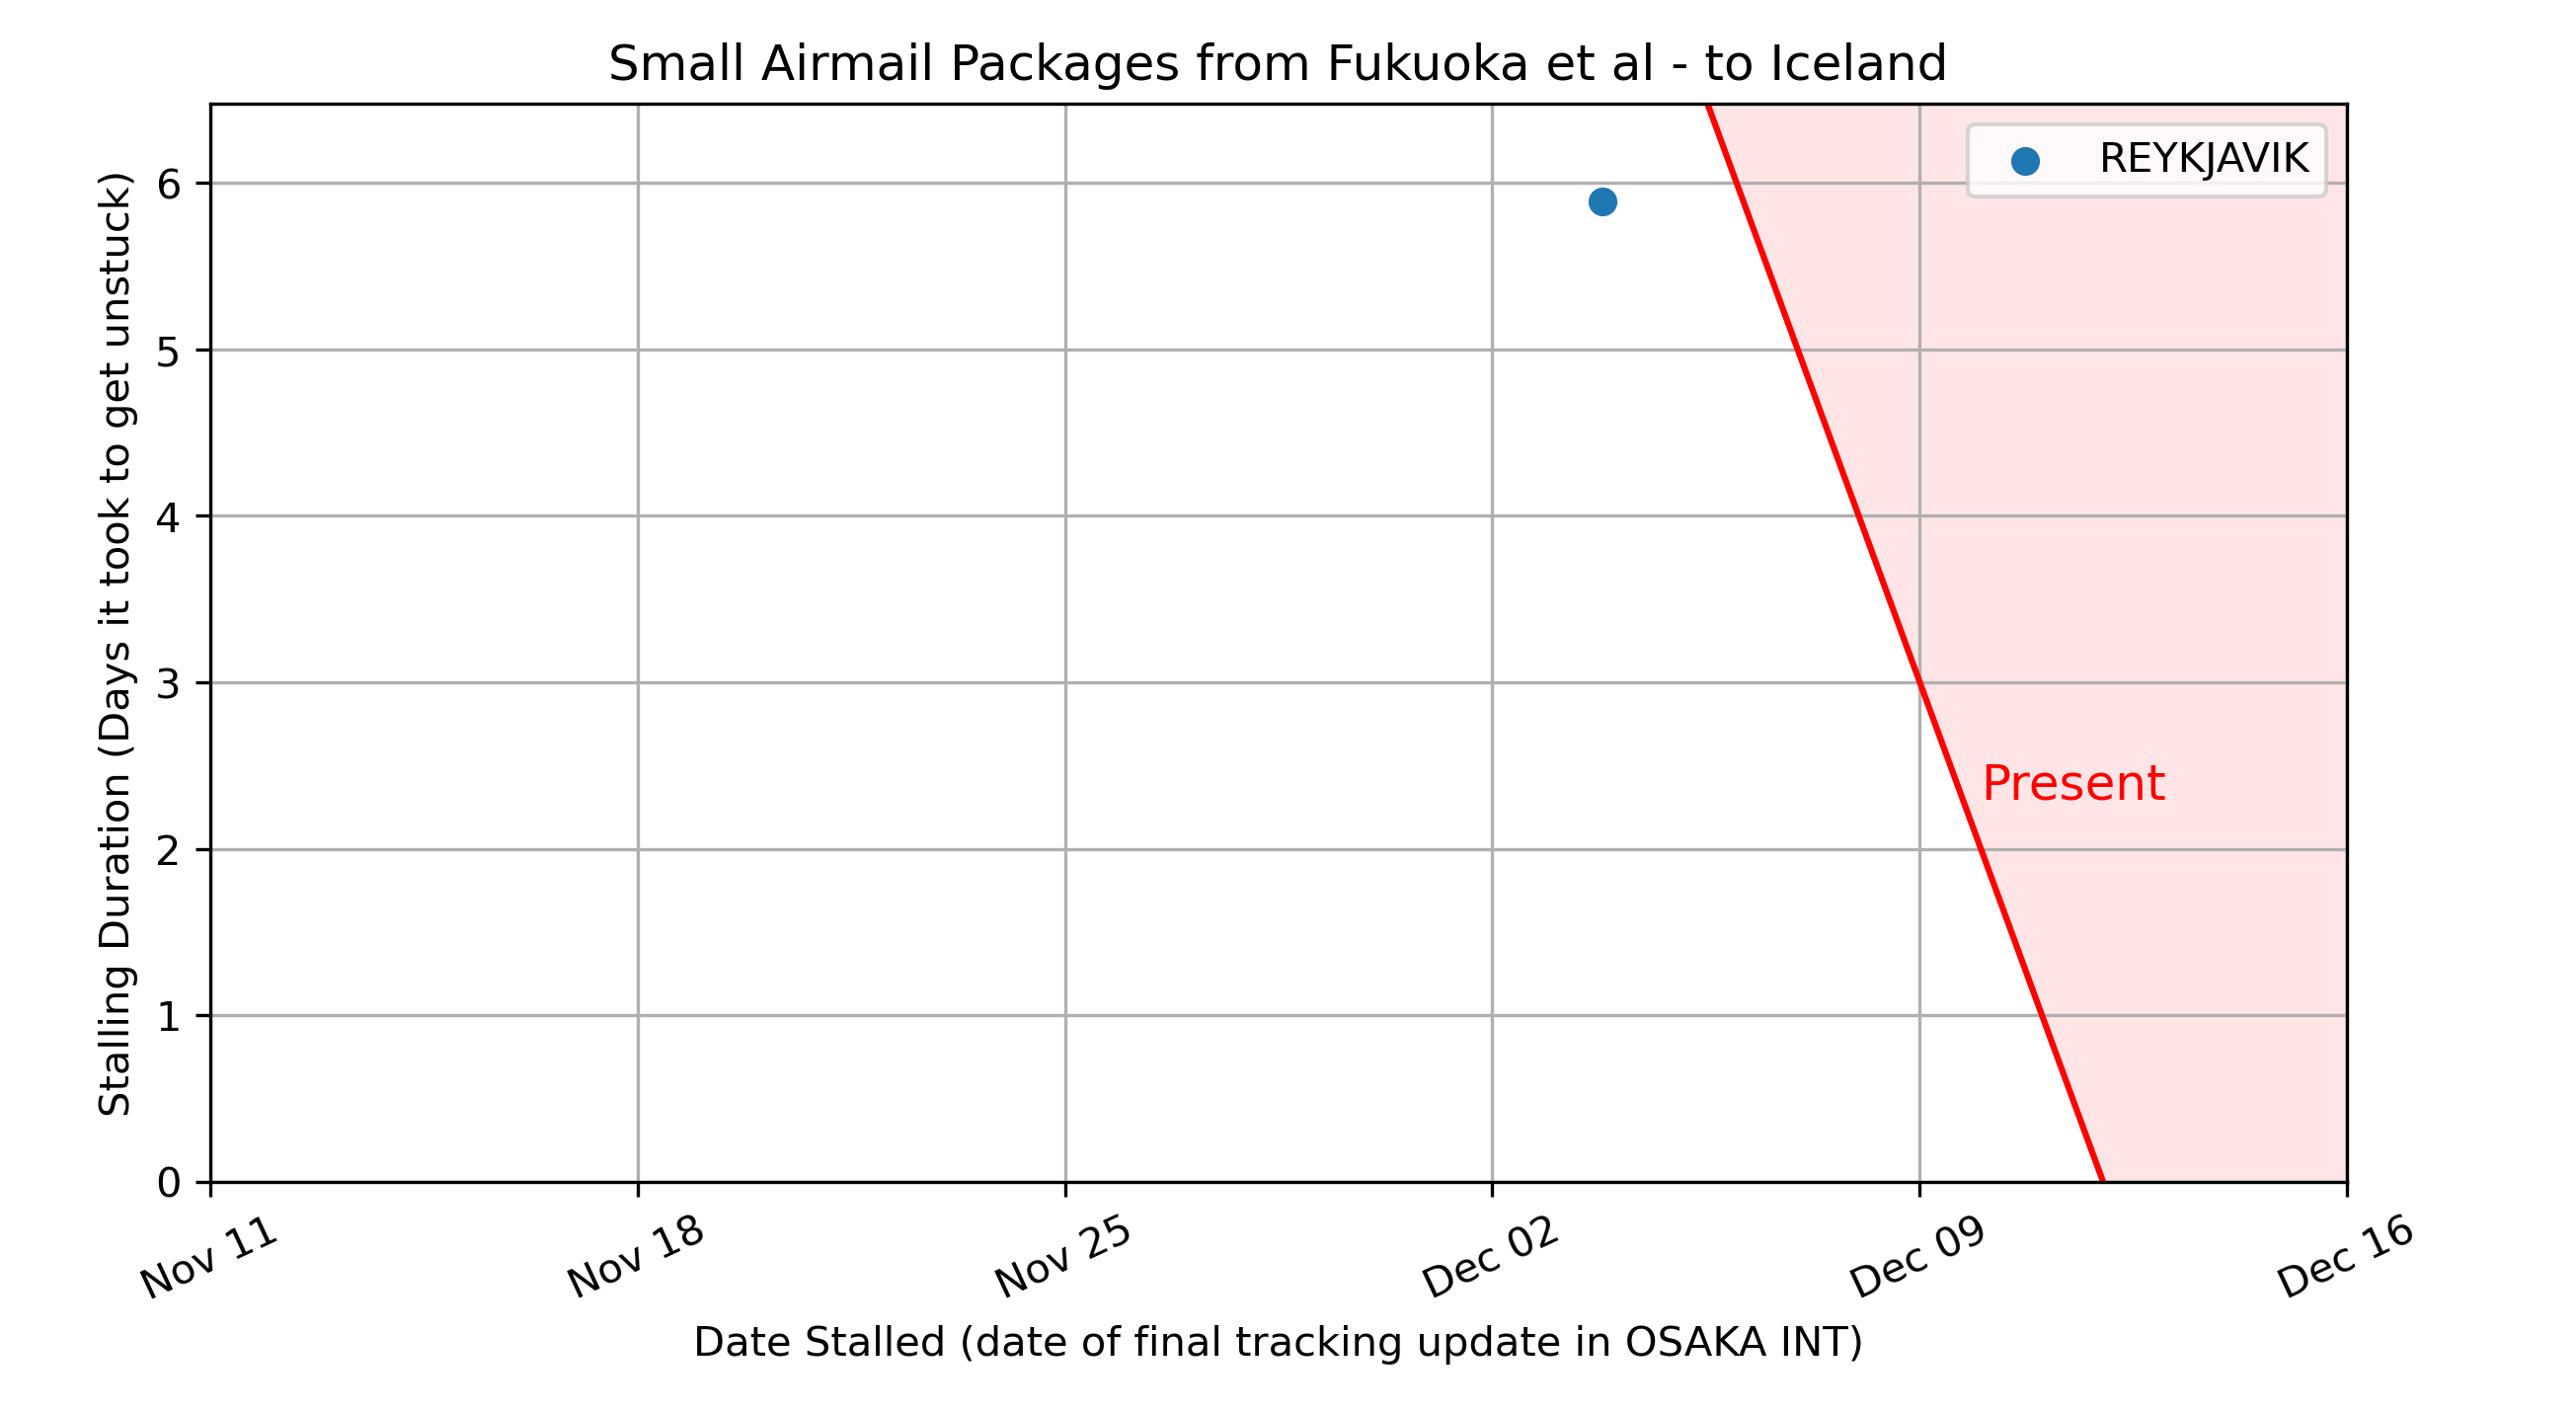 Small Airmail Packages from Fukuoka et al - to Iceland
REYKJAVIK
Stalling Duration (Days it took to get unstuck)
6
5
4
3
2
1
0
Present
Nov 11
Nov 18
Nov 25
Dec 02
Dec 09
Dec 16
Date Stalled (date of final tracking update in OSAKA INT)